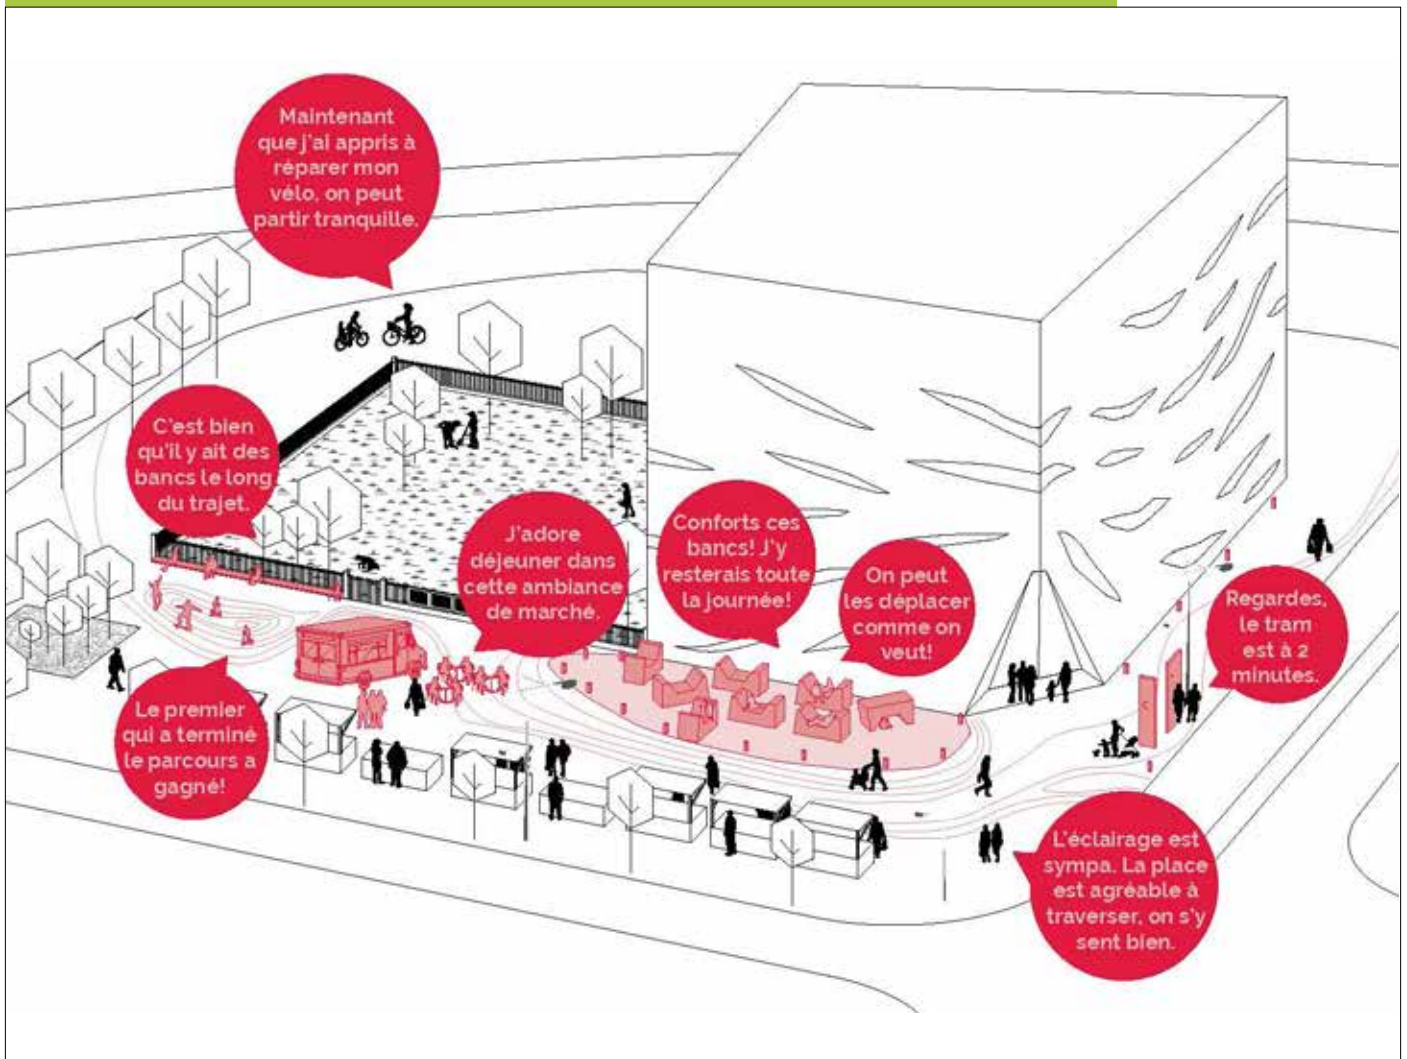 Maintenant
que j'ai appris à
réparer mon
vélo, on peut
partir tranquille.
C'est bien
qu'il y ait des
bancs le long
du trajet.
J'adore
déjeuner dans
cette ambiance
de marché.
Conforts ces
bancs! J'y
resterais toute
la journée!
On peut
les déplacer
comme on
veut!
Regardes,
le tram
est à 2
minutes.
Le premier
qui a terminé
le parcours a
gagné!
L'éclairage est
sympa. La place
est agréable à
traverser, on s'y
sent bien.